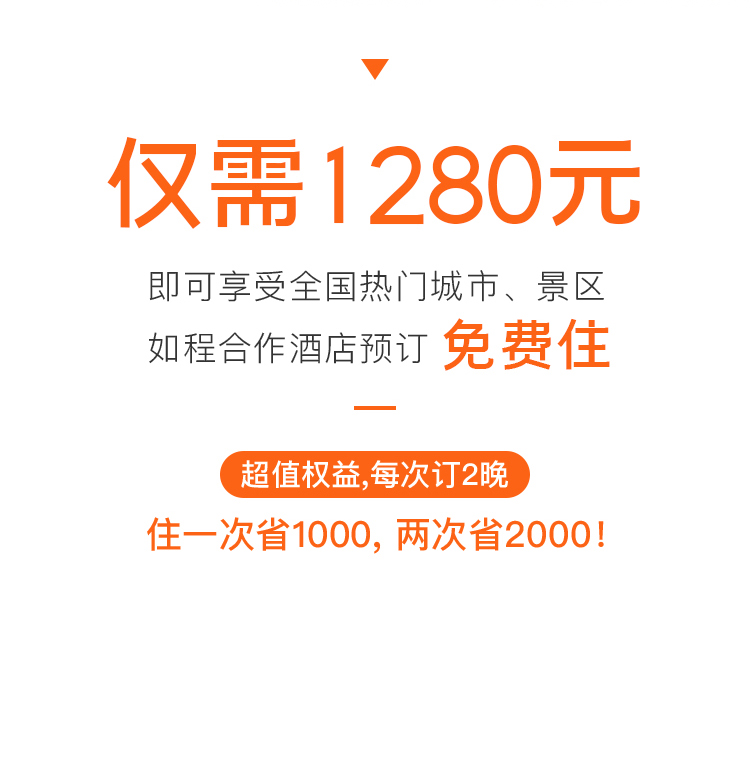 仅需1280元
即可享受全国热门城市、景区
如程合作酒店预订 免费住
超值权益,每次订2晚
住一次省1000，两次省2000！